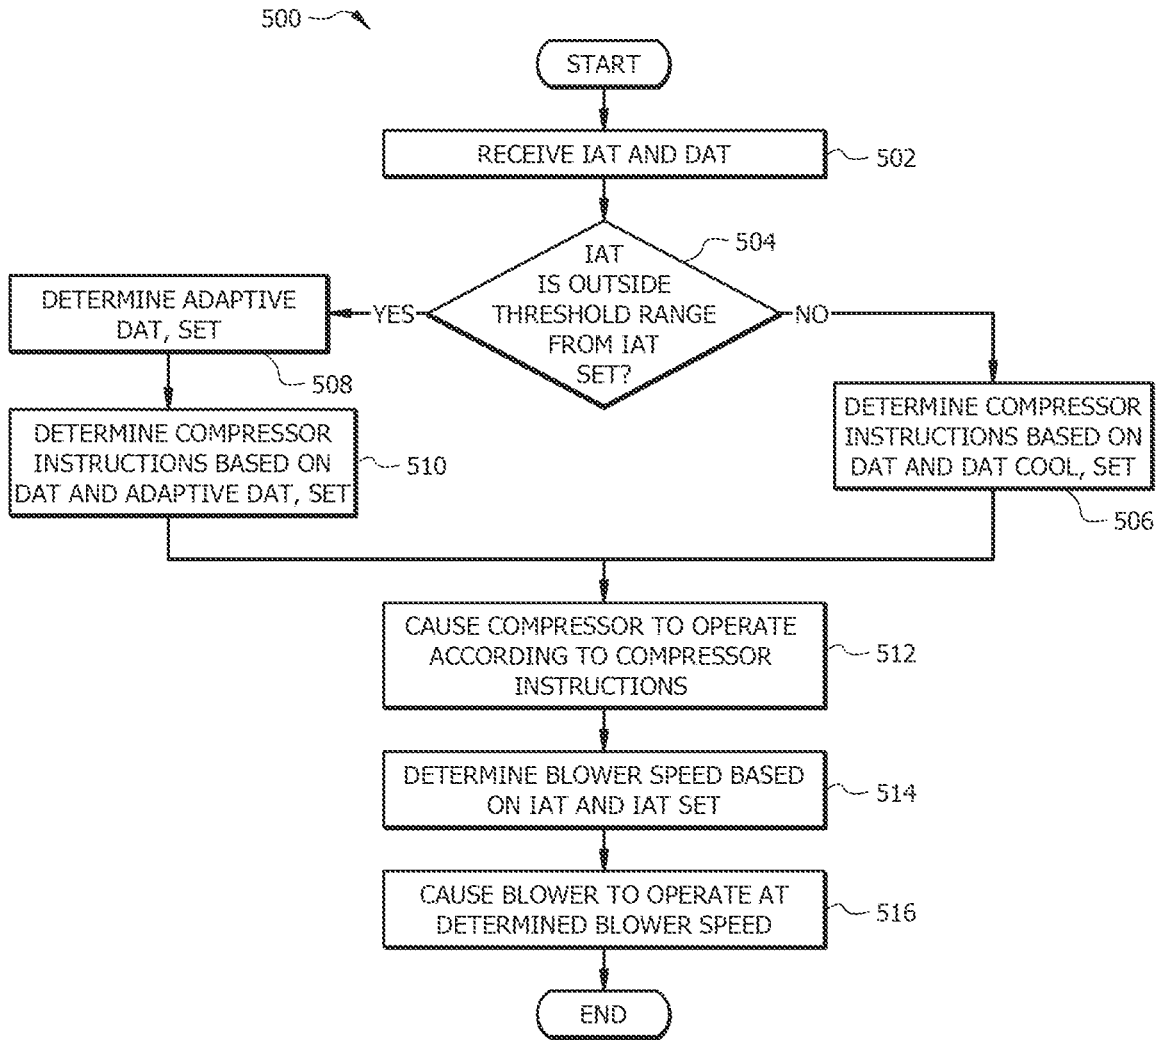 500
START
RECEIVE IAT AND DAT
502
IAT
IS OUTSIDE
THRESHOLD RANGE
FROM IAT
SET?
504
YES
NO
DETERMINE ADAPTIVE
DAT, SET
508
DETERMINE COMPRESSOR
INSTRUCTIONS BASED ON
DAT AND ADAPTIVE DAT, SET
510
DETERMINE COMPRESSOR
INSTRUCTIONS BASED ON
DAT AND DAT COOL, SET
506
CAUSE COMPRESSOR TO OPERATE
ACCORDING TO COMPRESSOR
INSTRUCTIONS
512
DETERMINE BLOWER SPEED BASED
ON IAT AND IAT SET
514
CAUSE BLOWER TO OPERATE AT
DETERMINED BLOWER SPEED
516
END